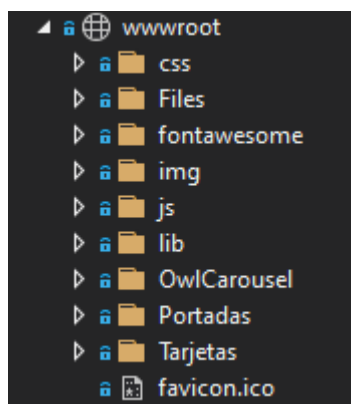 wwwroot
css
Files
fontawesome
img
js
lib
OwlCarousel
Portadas
Tarjetas
favicon.ico